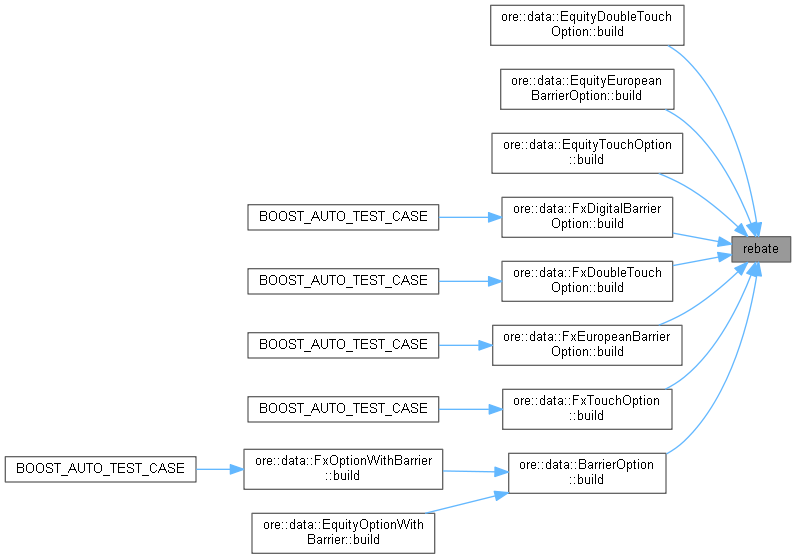 ore::data::EquityDoubleTouch
Option::build
ore::data::EquityEuropean
BarrierOption::build
ore::data::EquityTouchOption
::build
BOOST_AUTO_TEST_CASE
ore::data::FxDigitalBarrier
Option::build
rebate
BOOST_AUTO_TEST_CASE
ore::data::FxDoubleTouch
Option::build
BOOST_AUTO_TEST_CASE
ore::data::FxEuropeanBarrier
Option::build
BOOST_AUTO_TEST_CASE
ore::data::FxTouchOption
::build
BOOST_AUTO_TEST_CASE
ore::data::FxOptionWithBarrier
::build
ore::data::BarrierOption
::build
ore::data::EquityOptionWith
Barrier::build